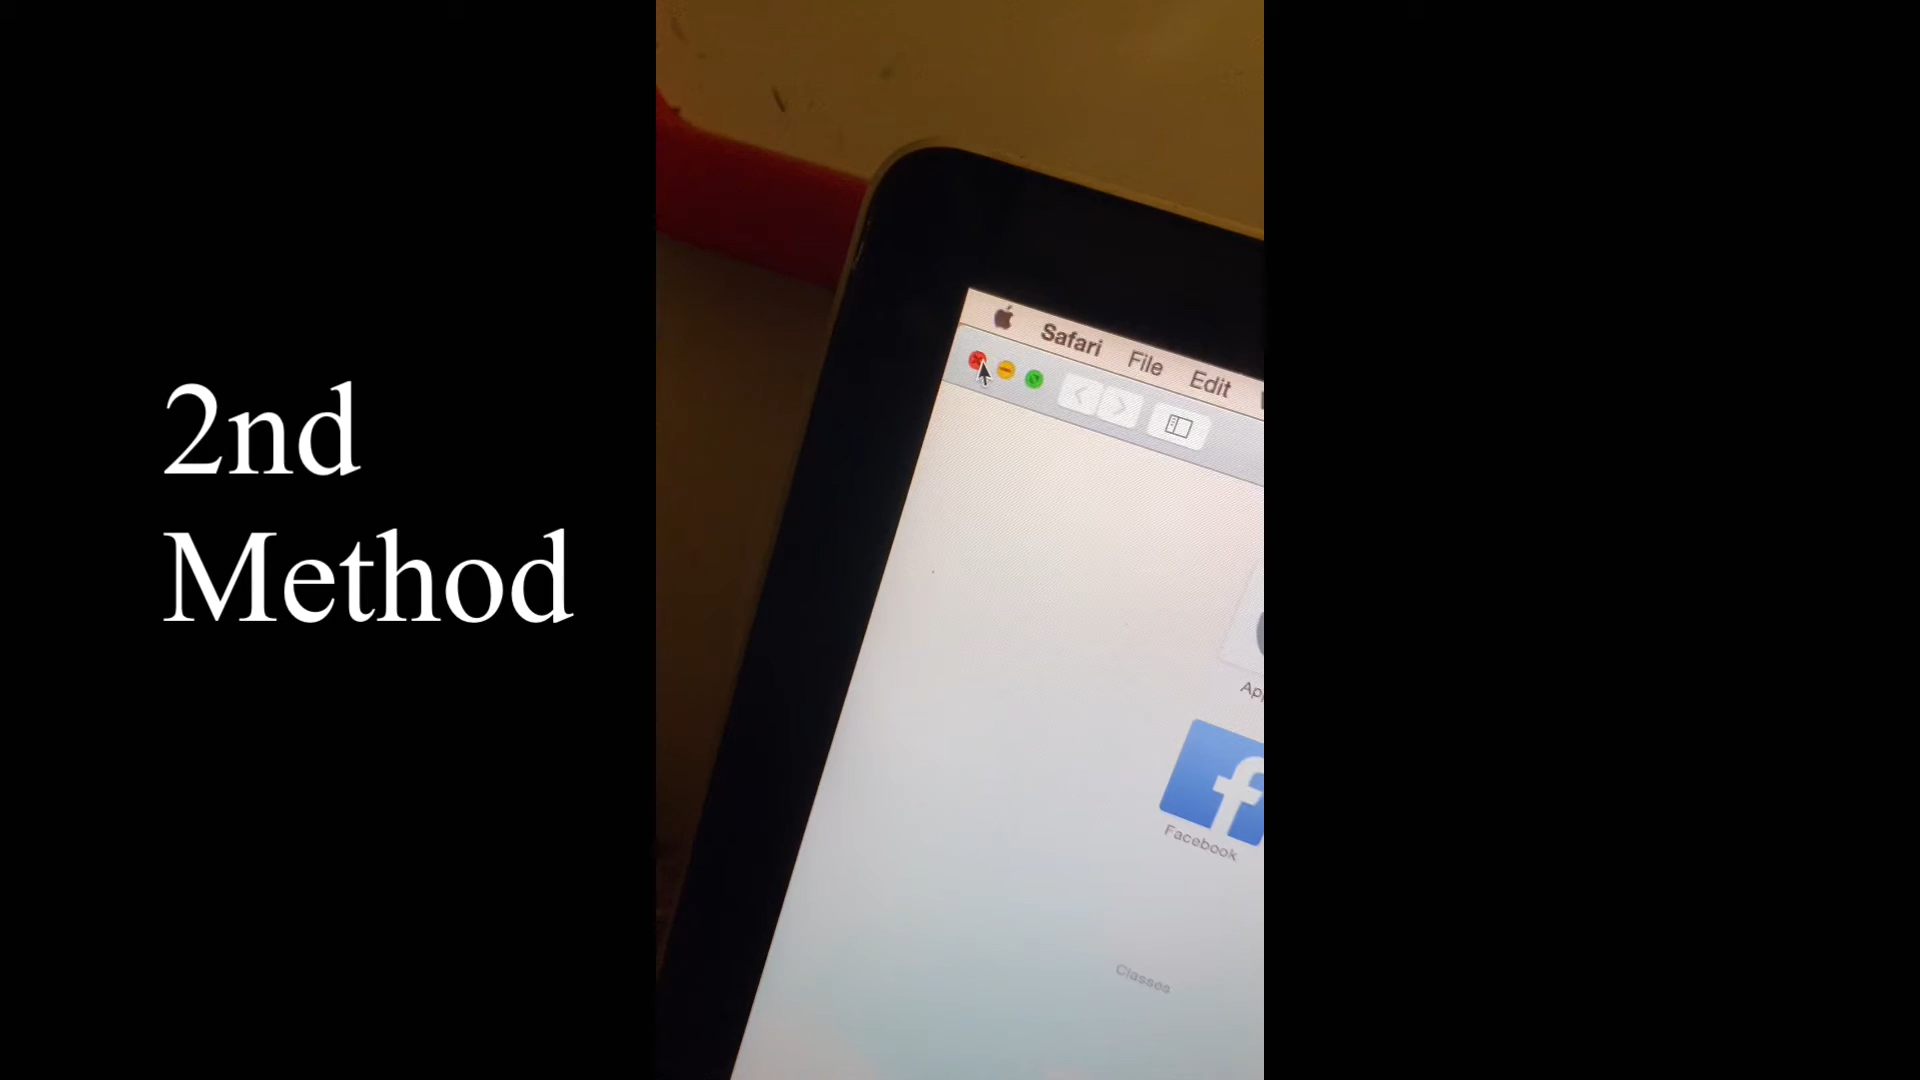 2nd
Method
Safari File Edit
Facebook
Classes